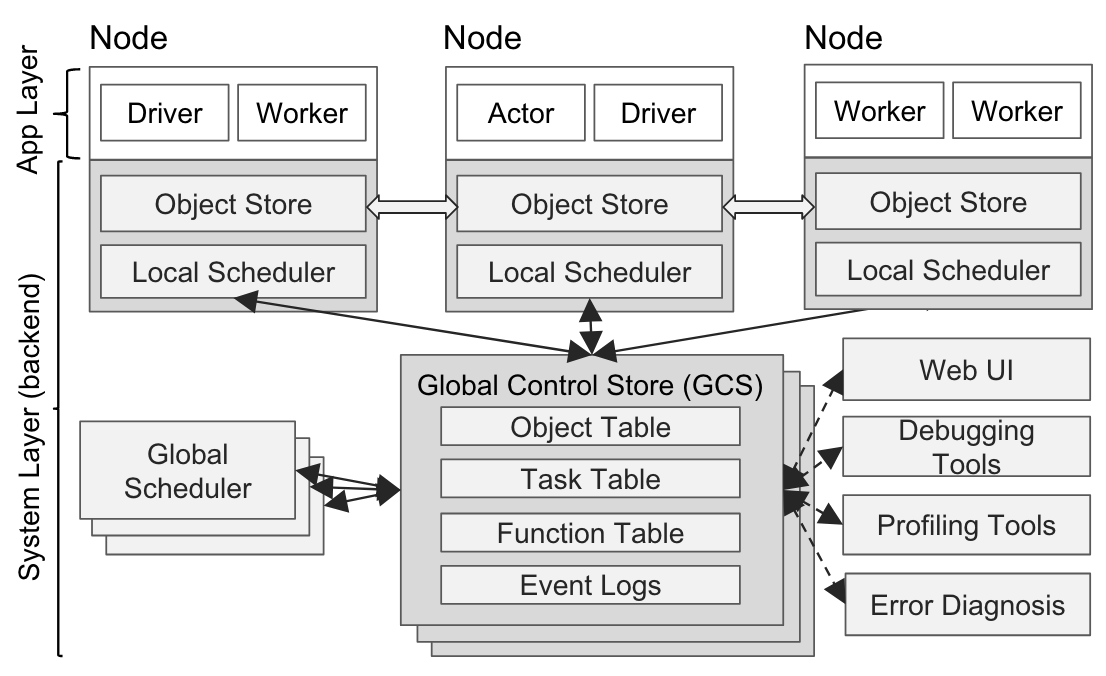 Node
Node
Node
App Layer
Driver
Worker
Actor
Driver
Worker
Worker
System Layer (backend)
Object Store
Object Store
Object Store
Local Scheduler
Local Scheduler
Local Scheduler
Global Control Store (GCS)
Object Table
Task Table
Function Table
Event Logs
Global
Scheduler
Web UI
Debugging
Tools
Profiling Tools
Error Diagnosis